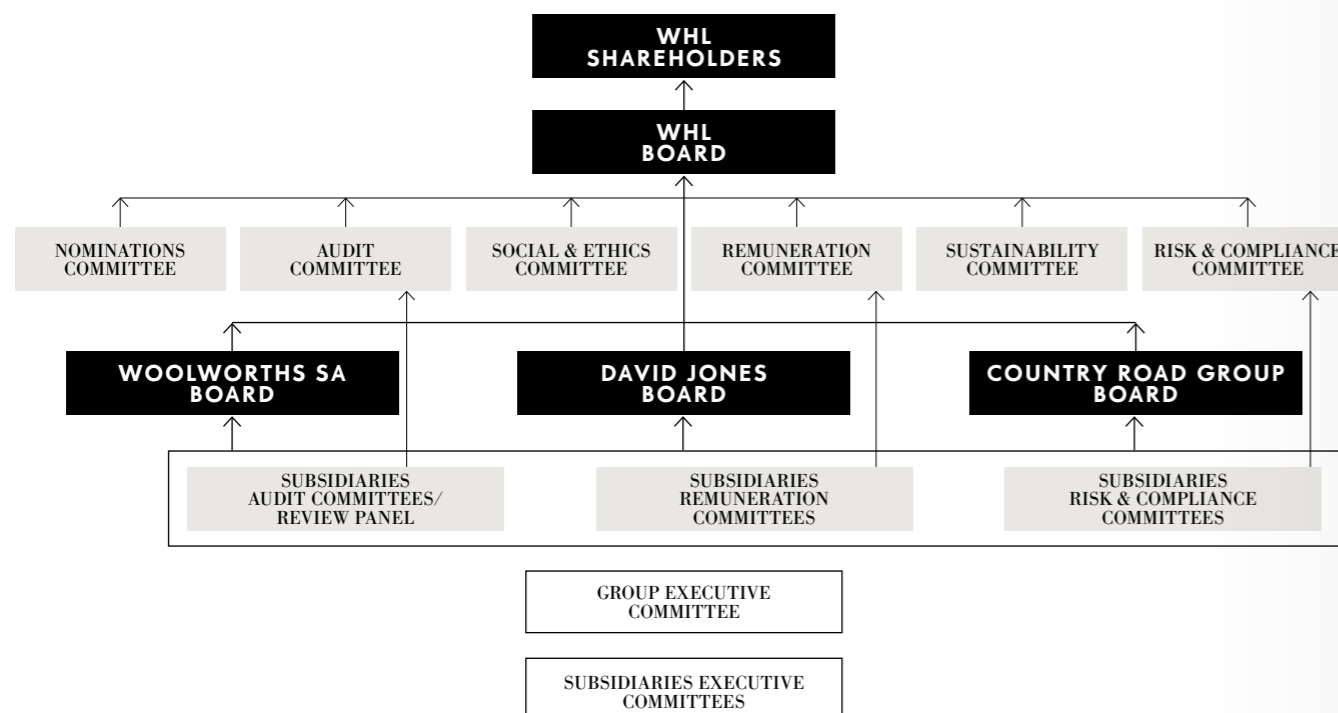 WHL
SHAREHOLDERS
WHL
BOARD
NOMINATIONS
COMMITTEE
AUDIT
COMMITTEE
SOCIAL & ETHICS
COMMITTEE
REMUNERATION
COMMITTEE
SUSTAINABILITY
COMMITTEE
RISK & COMPLIANCE
COMMITTEE
WOOLWORTHS SA
BOARD
DAVID JONES
BOARD
COUNTRY ROAD GROUP
BOARD
SUBSIDIARIES
AUDIT COMMITTEES/
REVIEW PANEL
SUBSIDIARIES
REMUNERATION
COMMITTEES
SUBSIDIARIES
RISK & COMPLIANCE
COMMITTEES
GROUP EXECUTIVE
COMMITTEE
SUBSIDIARIES EXECUTIVE
COMMITTEES